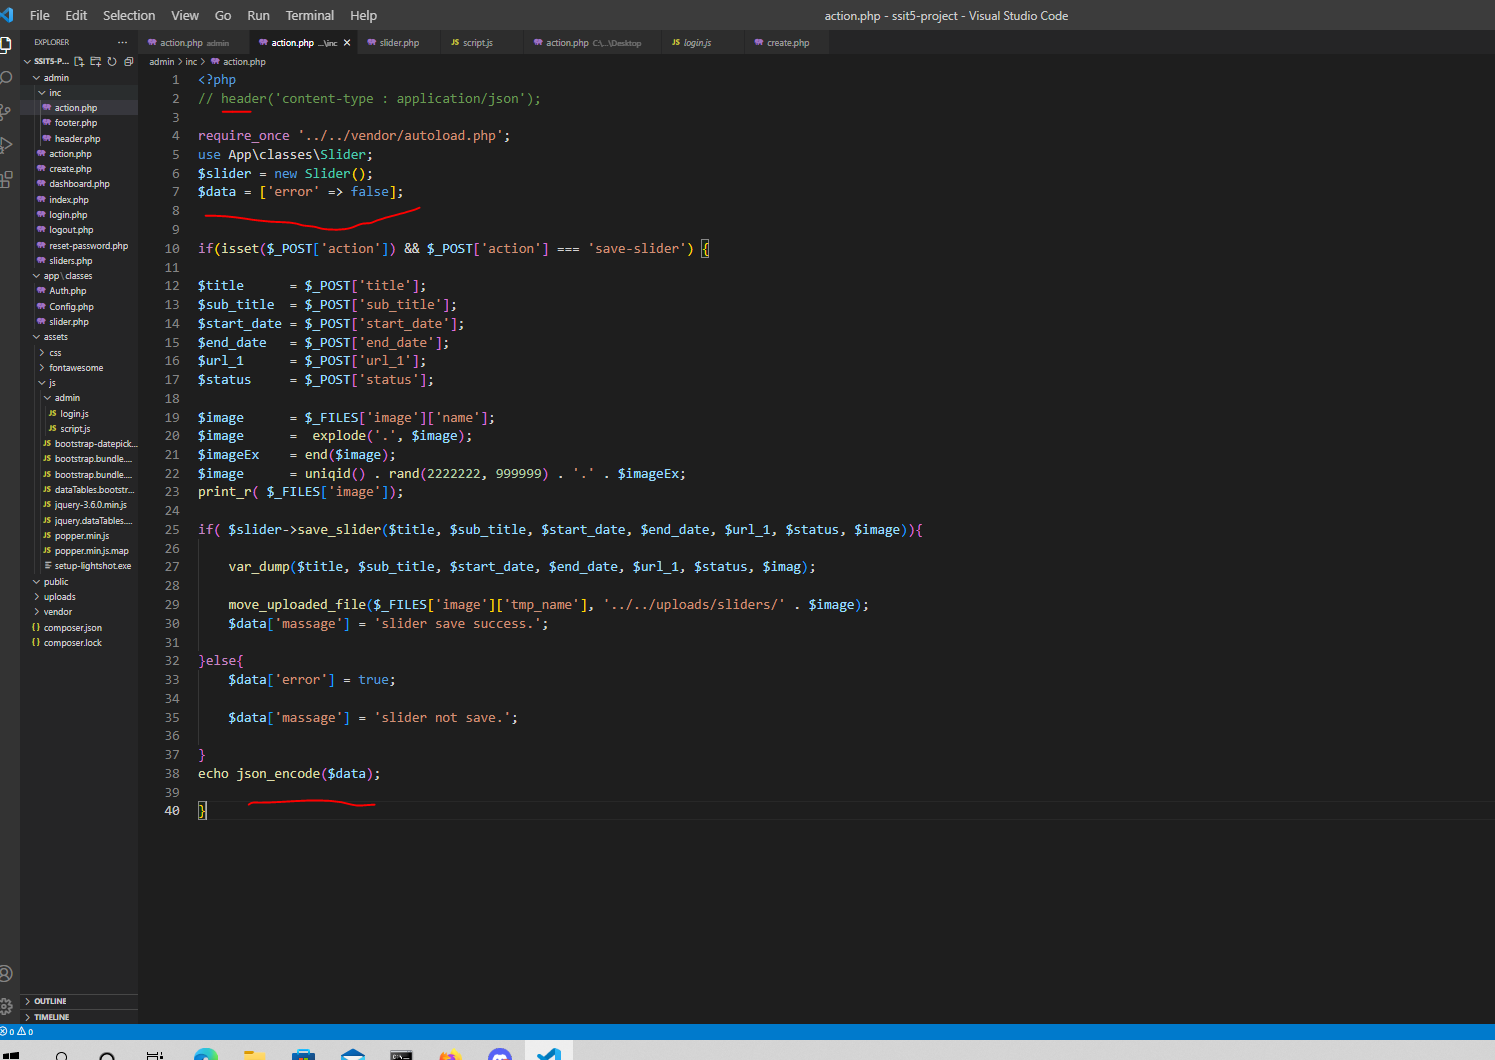 File Edit Selection View Go Run Terminal Help
action.php - ssit5-project - Visual Studio Code
EXPLORER ···
action.php admin
action.php ...\inc
slider.php
script.js
action.php C:\...\Desktop
login.js
create.php
SSIT5-P...
admin > inc > action.php
admin
inc
action.php
footer.php
header.php
action.php
create.php
dashboard.php
index.php
login.php
logout.php
reset-password.php
sliders.php
app \ classes
Auth.php
Config.php
slider.php
assets
css
fontawesome
js
admin
JS login.js
JS script.js
JS bootstrap-datepick...
JS bootstrap.bundle....
JS bootstrap.bundle....
JS dataTables.bootstr...
JS jquery-3.6.0.min.js
JS jquery.dataTables....
JS popper.min.js
JS popper.min.js.map
setup-lightshot.exe
public
uploads
vendor
composer.json
composer.lock
OUTLINE
TIMELINE
0 0
1 <?php
2 // header('content-type : application/json');
3
4 require_once '../../vendor/autoload.php';
5 use App\classes\Slider;
6 $slider = new Slider();
7 $data = ['error' => false];
8
9
10 if(isset($_POST['action']) && $_POST['action'] === 'save-slider') {
11
12 $title = $_POST['title'];
13 $sub_title = $_POST['sub_title'];
14 $start_date = $_POST['start_date'];
15 $end_date = $_POST['end_date'];
16 $url_1 = $_POST['url_1'];
17 $status = $_POST['status'];
18
19 $image = $_FILES['image']['name'];
20 $image = explode('.', $image);
21 $imageEx = end($image);
22 $image = uniqid() . rand(2222222, 999999) . '.' . $imageEx;
23 print_r( $_FILES['image']);
24
25 if( $slider->save_slider($title, $sub_title, $start_date, $end_date, $url_1, $status, $image)){
26
27 var_dump($title, $sub_title, $start_date, $end_date, $url_1, $status, $imag);
28
29 move_uploaded_file($_FILES['image']['tmp_name'], '../../uploads/sliders/' . $image);
30 $data['massage'] = 'slider save success.';
31
32 }else{
33 $data['error'] = true;
34
35 $data['massage'] = 'slider not save.';
36
37 }
38 echo json_encode($data);
39
40 }